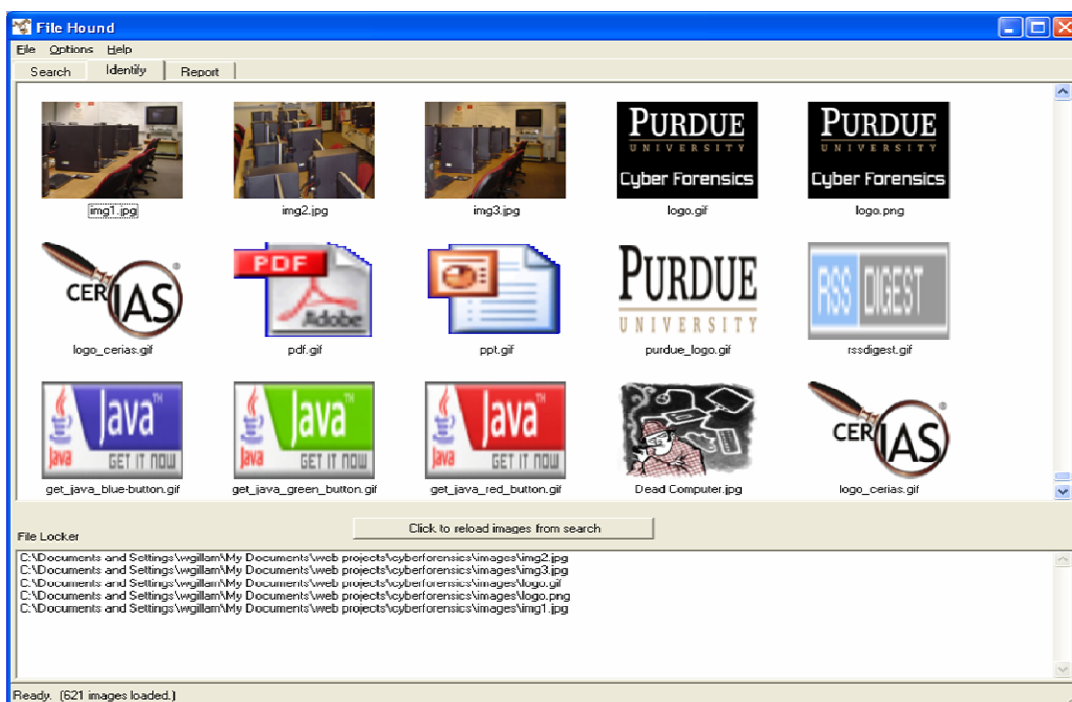 File Hound
File Options Help
Search Identify Report
img1.jpg img2.jpg img3.jpg
PURDUE
UNIVERSITY
Cyber Forensics
logo.gif
PURDUE
UNIVERSITY
Cyber Forensics
logo.png
CERIAS
®
logo_cerias.gif
PDF
Adobe
pdf.gif
ppt.gif
PURDUE
UNIVERSITY
purdue_logo.gif
RSS DIGEST
rssdigest.gif
Java
Java™
GET IT NOW
get_java_blue-button.gif
Java
Java™
GET IT NOW
get_java_green_button.gif
Java
Java™
GET IT NOW
get_java_red_button.gif
Dead Computer.jpg
CERIAS
®
logo_cerias.gif
Click to reload images from search
File Locker
C:\Documents and Settings\wgillam\My Documents\web projects\cyberforensics\images\img2.jpg
C:\Documents and Settings\wgillam\My Documents\web projects\cyberforensics\images\img3.jpg
C:\Documents and Settings\wgillam\My Documents\web projects\cyberforensics\images\logo.gif
C:\Documents and Settings\wgillam\My Documents\web projects\cyberforensics\images\logo.png
C:\Documents and Settings\wgillam\My Documents\web projects\cyberforensics\images\img1.jpg
Ready. (621 images loaded.)